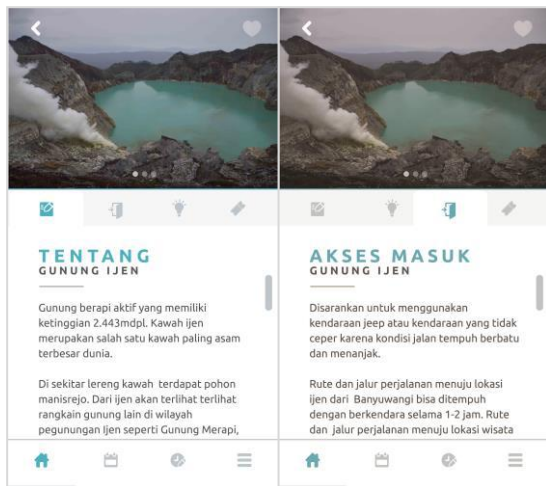 TENTANG
GUNUNG IJEN
Gunung berapi aktif yang memiliki
ketinggian 2.443mdpl. Kawah ijen
merupakan salah satu kawah paling asam
terbesar dunia.
Di sekitar lereng kawah terdapat pohon
manisrejo. Dari ijen akan terlihat terlihat
rangkain gunung lain di wilayah
pegunungan Ijen seperti Gunung Merapi,
AKSES MASUK
GUNUNG IJEN
Disarankan untuk menggunakan
kendaraan jeep atau kendaraan yang tidak
ceper karena kondisi jalan tempuh berbatu
dan menanjak.
Rute dan jalur perjalanan menuju lokasi
ijen dari Banyuwangi bisa ditempuh
dengan berkendara selama 1-2 jam. Rute
dan jalur perjalanan menuju lokasi wisata